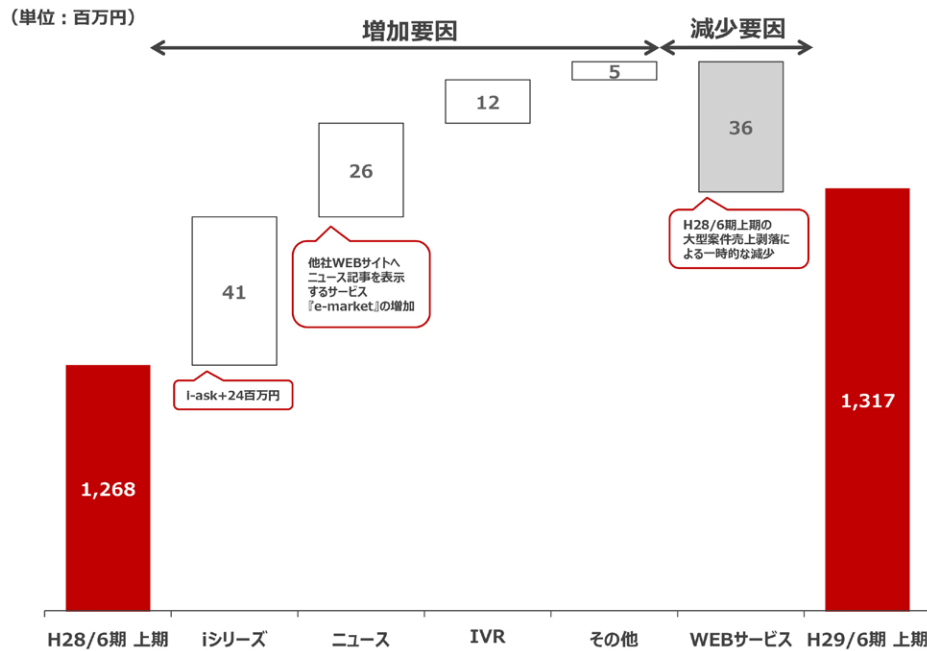 （単位：百万円）
増加要因
減少要因
5
12
36
26
H28/6期上期の
大型案件売上剥落に
よる一時的な減少
他社WEBサイトへ
ニュース記事を表示
するサービス
『e-market』の増加
41
i-ask+24百万円
1,317
1,268
H28/6期 上期
iシリーズ
ニュース
IVR
その他
WEBサービス
H29/6期 上期